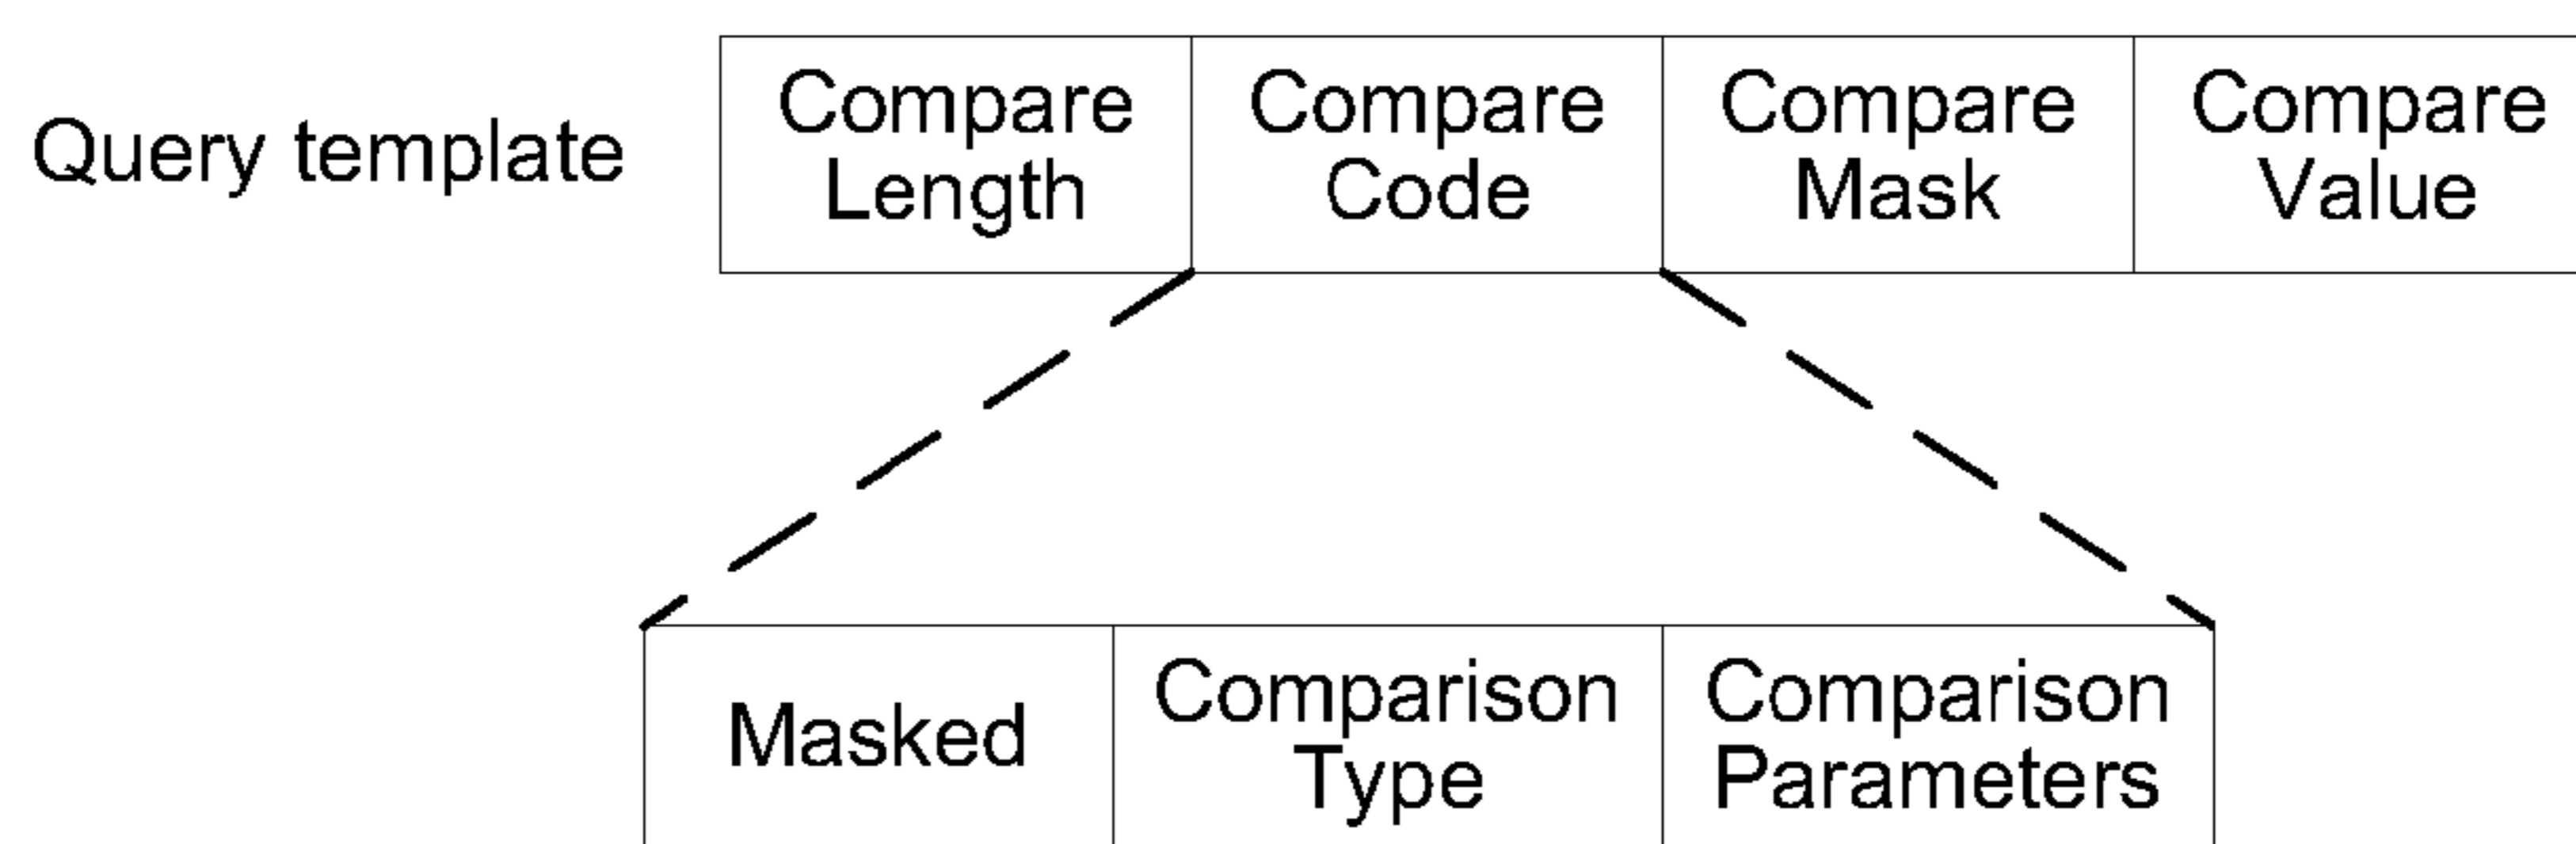 Query template
Compare
Length
Compare
Code
Compare
Mask
Compare
Value
Masked
Comparison
Type
Comparison
Parameters